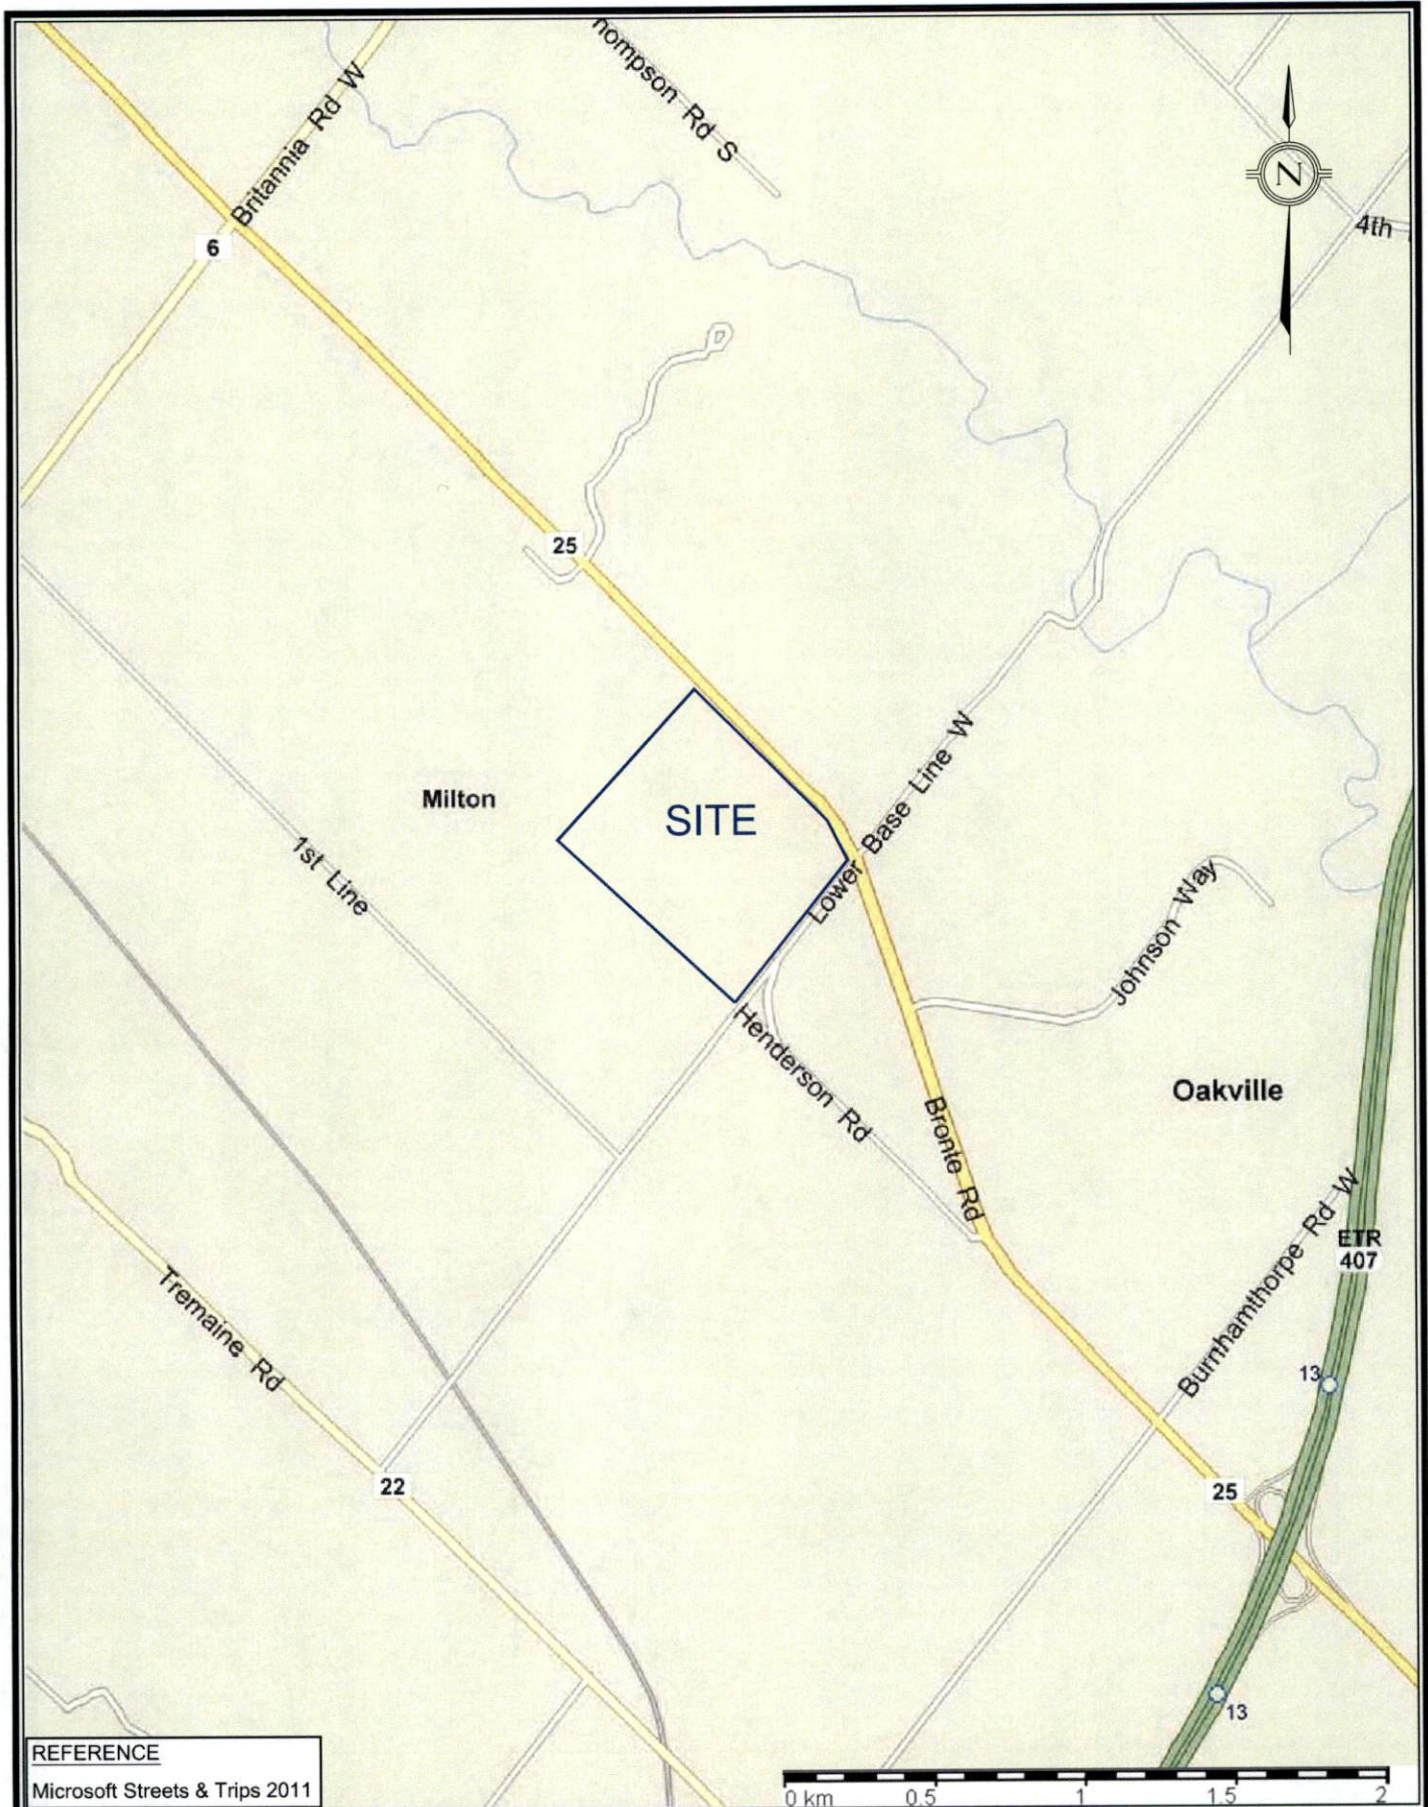 hompson Rd S
Britannia Rd W
N
4th
6
25
Milton
SITE
Lower Base Line W
1st Line
Johnson Way
Henderson Rd
Oakville
Bronte Rd
Burnhamthorpe Rd W
ETR
407
Tremaine Rd
13
22
25
13
REFERENCE
Microsoft Streets & Trips 2011
0 km 0.5 1 1.5 2